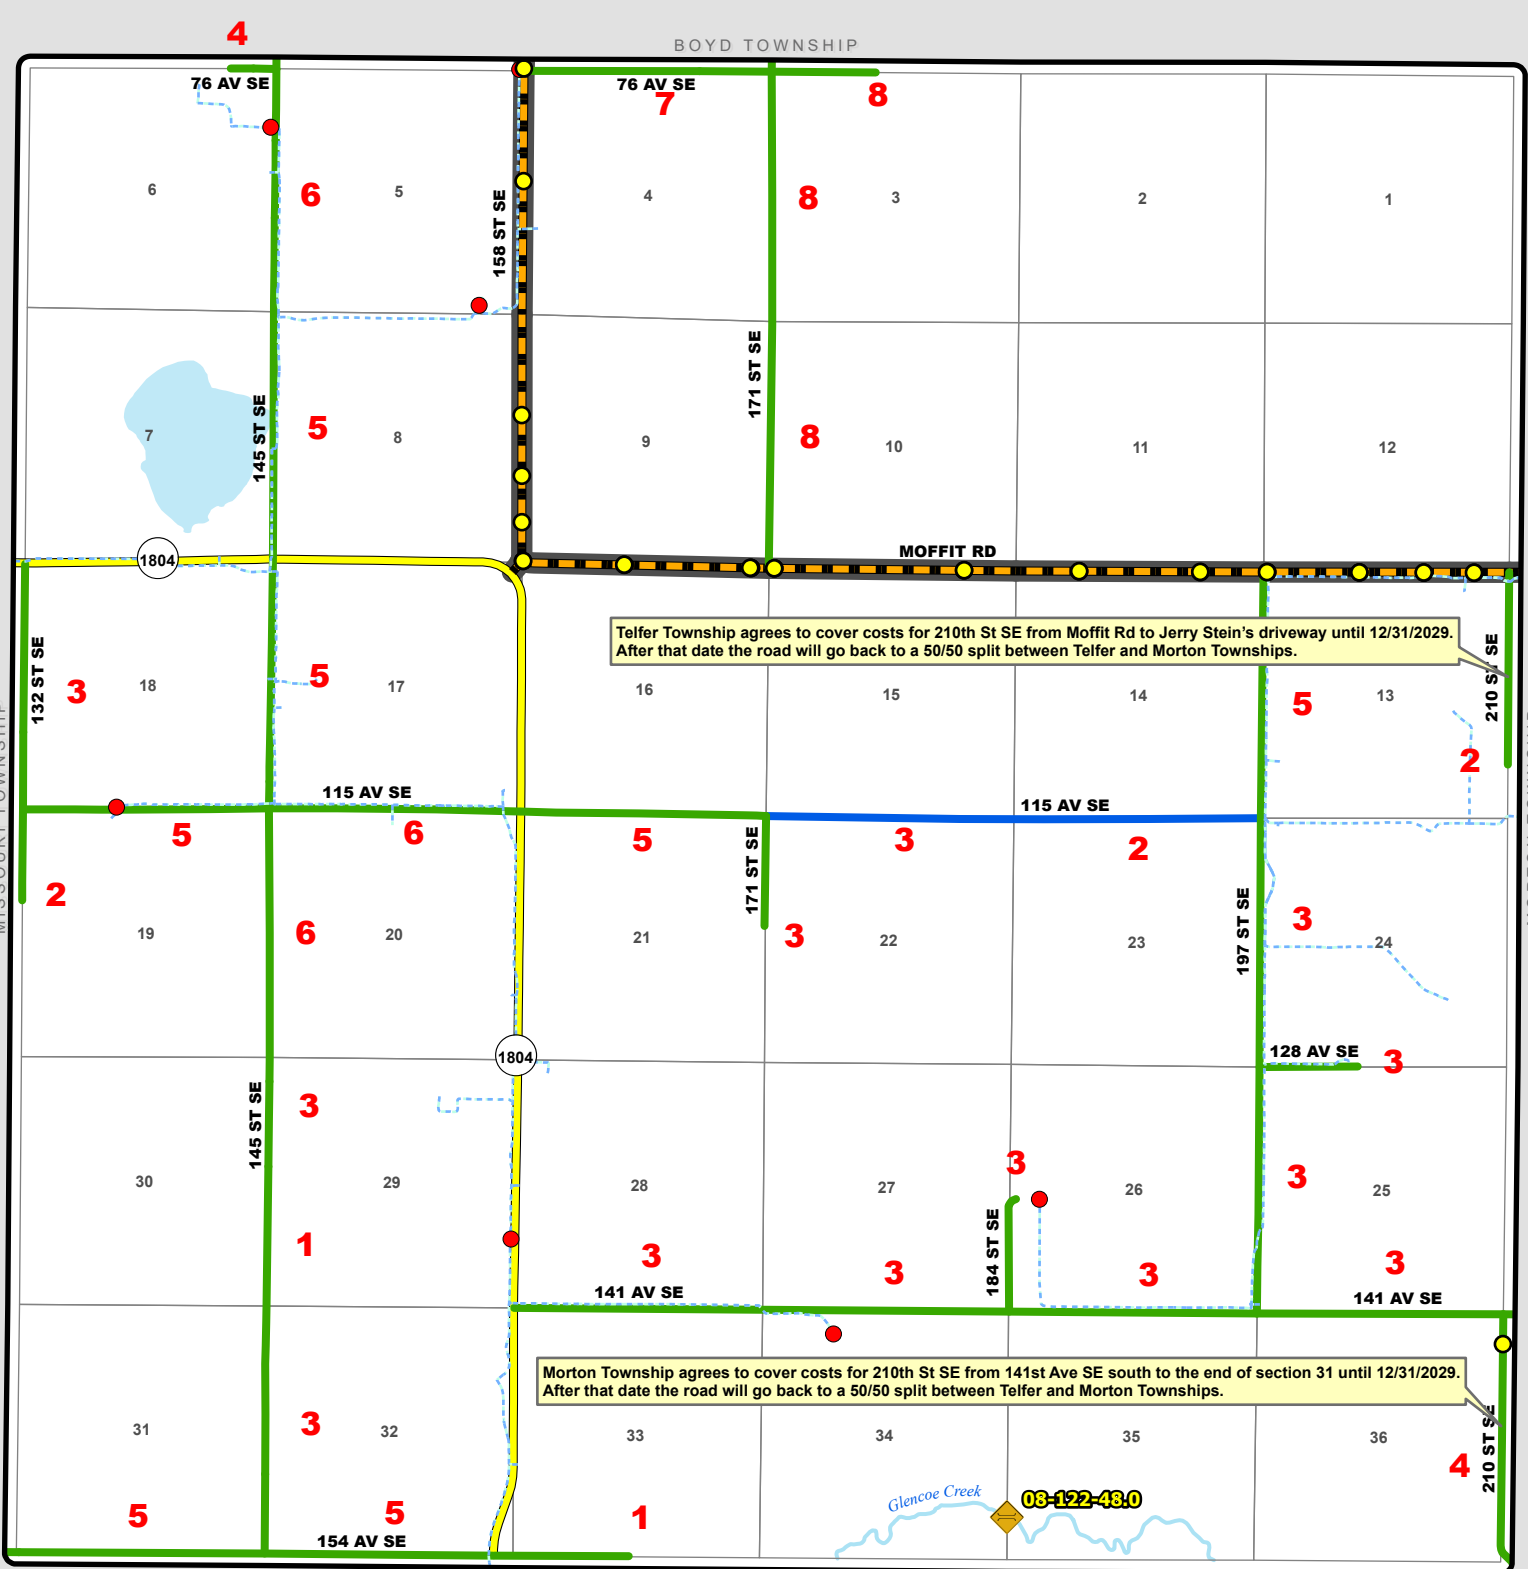 4
BOYD TOWNSHIP
76 AV SE
76 AV SE
7
8
6
6
5
158 ST SE
4
8
3
2
1
171 ST SE
145 ST SE
7
5
8
9
8
10
11
12
1804
MOFFIT RD
Telfer Township agrees to cover costs for 210th St SE from Moffit Rd to Jerry Stein's driveway until 12/31/2029.
After that date the road will go back to a 50/50 split between Telfer and Morton Townships.
132 ST SE
3
18
5
17
16
15
14
5
13
210 ST SE
2
115 AV SE
115 AV SE
5
6
5
3
2
171 ST SE
2
19
6
20
21
3
22
23
197 ST SE
3
24
1804
128 AV SE
3
145 ST SE
3
30
29
28
27
3
26
3
25
184 ST SE
1
3
3
3
3
141 AV SE
141 AV SE
Morton Township agrees to cover costs for 210th St SE from 141st Ave SE south to the end of section 31 until 12/31/2029.
After that date the road will go back to a 50/50 split between Telfer and Morton Townships.
31
3
32
33
34
35
36
4
210 ST SE
Glencoe Creek
08-122-48.0
5
5
1
154 AV SE